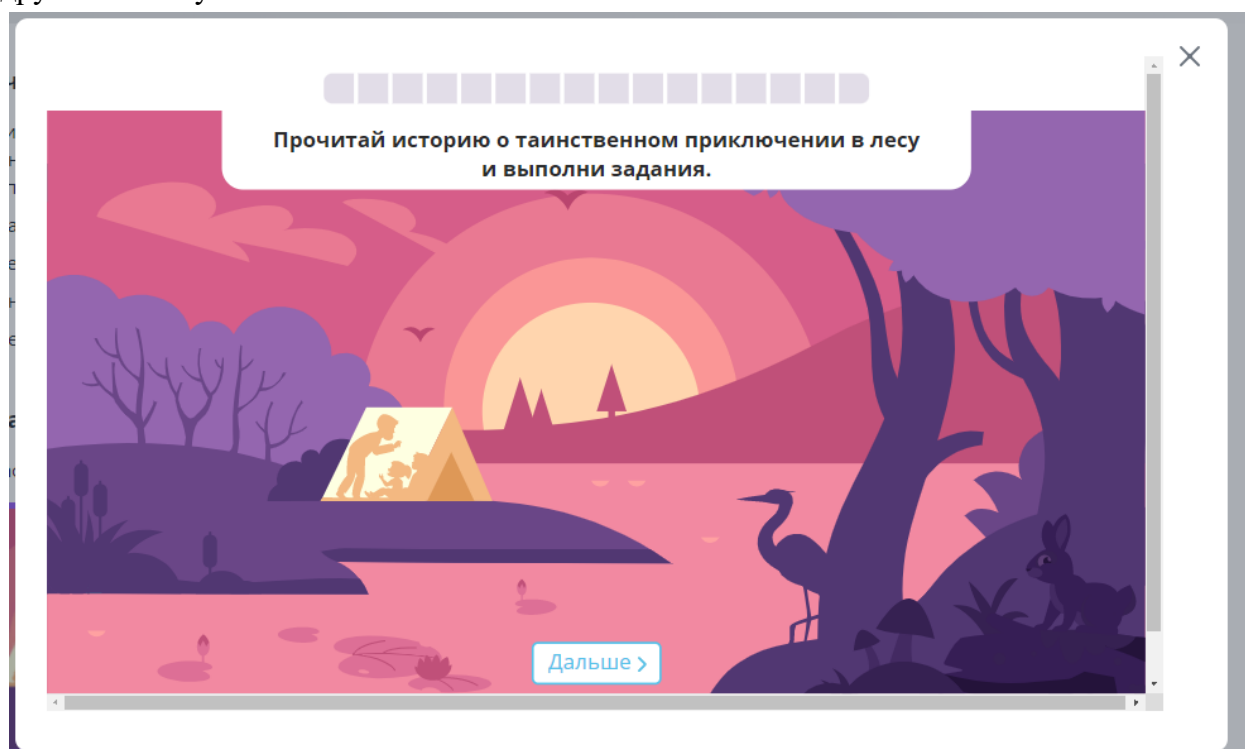 Прочитай историю о таинственном приключении в лесу
и выполни задания.
Дальше